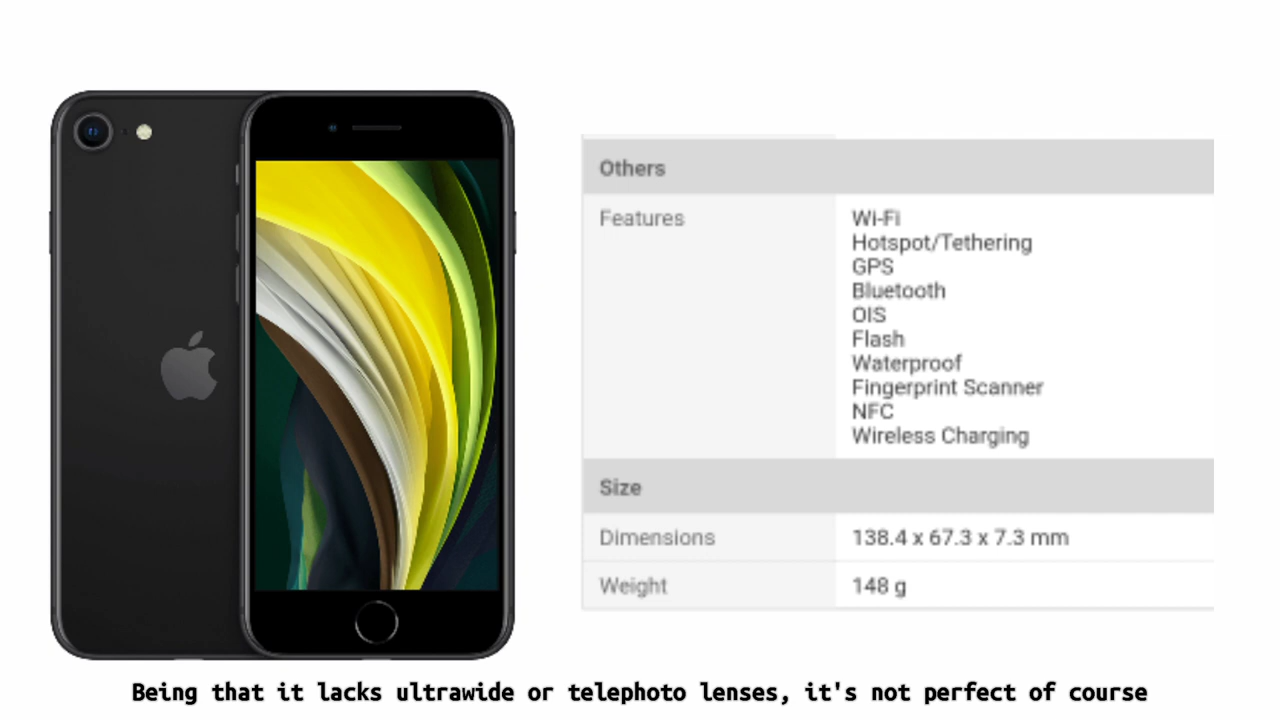 Others
Features
Wi-Fi
Hotspot/Tethering
GPS
Bluetooth
OIS
Flash
Waterproof
Fingerprint Scanner
NFC
Wireless Charging
Size
Dimensions 138.4 x 67.3 x 7.3 mm
Weight 148 g
Being that it lacks ultrawide or telephoto lenses, it's not perfect of course